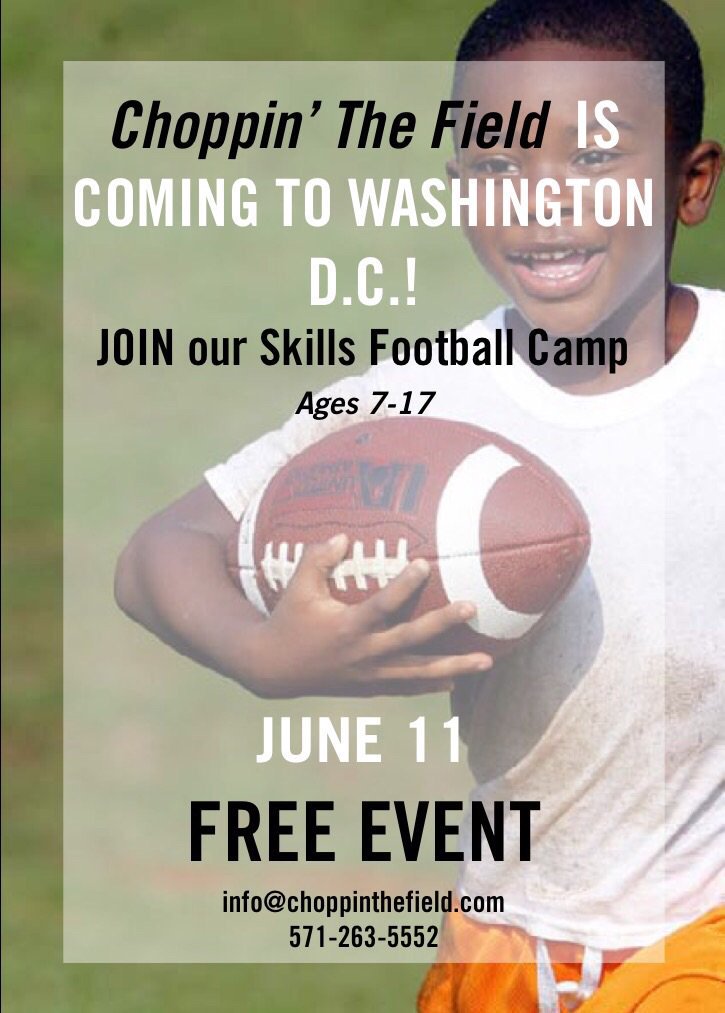 Choppin’ The Field IS
COMING TO WASHINGTON
D.C.!
JOIN our Skills Football Camp
Ages 7-17
JUNE 11
FREE EVENT
info@choppinthefield.com
571-263-5552